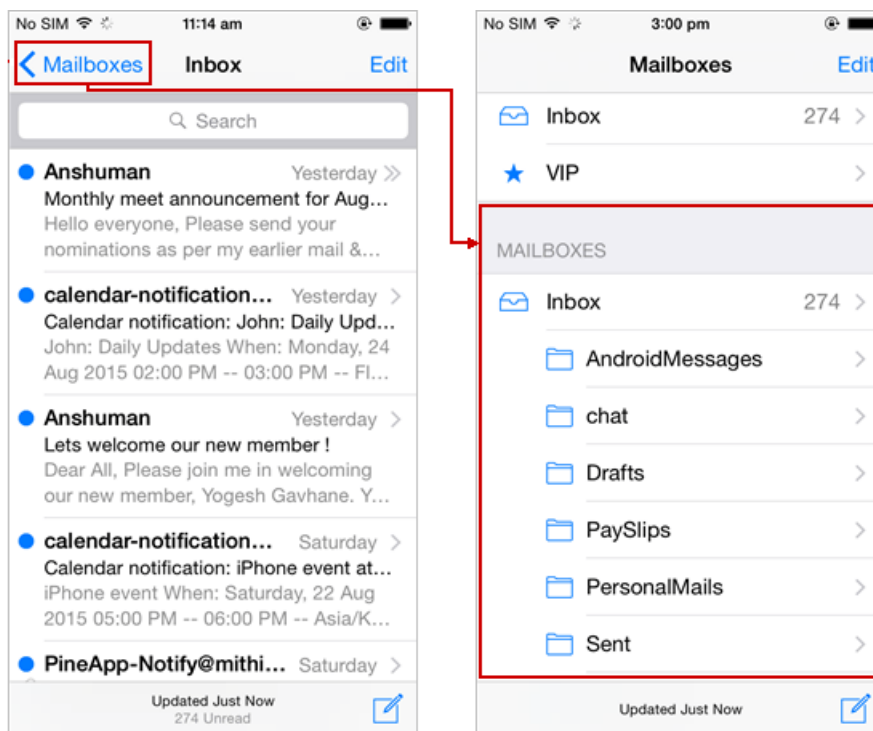 No SIM 11:14 am
Mailboxes Inbox Edit
Search
Anshuman Yesterday
Monthly meet announcement for Aug...
Hello everyone, Please send your
nominations as per my earlier mail &...
calendar-notification... Yesterday
Calendar notification: John: Daily Upd...
John: Daily Updates When: Monday, 24
Aug 2015 02:00 PM -- 03:00 PM -- Fl...
Anshuman Yesterday
Lets welcome our new member !
Dear All, Please join me in welcoming
our new member, Yogesh Gavhane. Y...
calendar-notification... Saturday
Calendar notification: iPhone event at...
iPhone event When: Saturday, 22 Aug
2015 05:00 PM -- 06:00 PM -- Asia/K...
PineApp-Notify@mithi... Saturday
Updated Just Now
274 Unread
No SIM 3:00 pm
Mailboxes Edit
Inbox 274
VIP
MAILBOXES
Inbox 274
AndroidMessages
chat
Drafts
PaySlips
PersonalMails
Sent
Updated Just Now